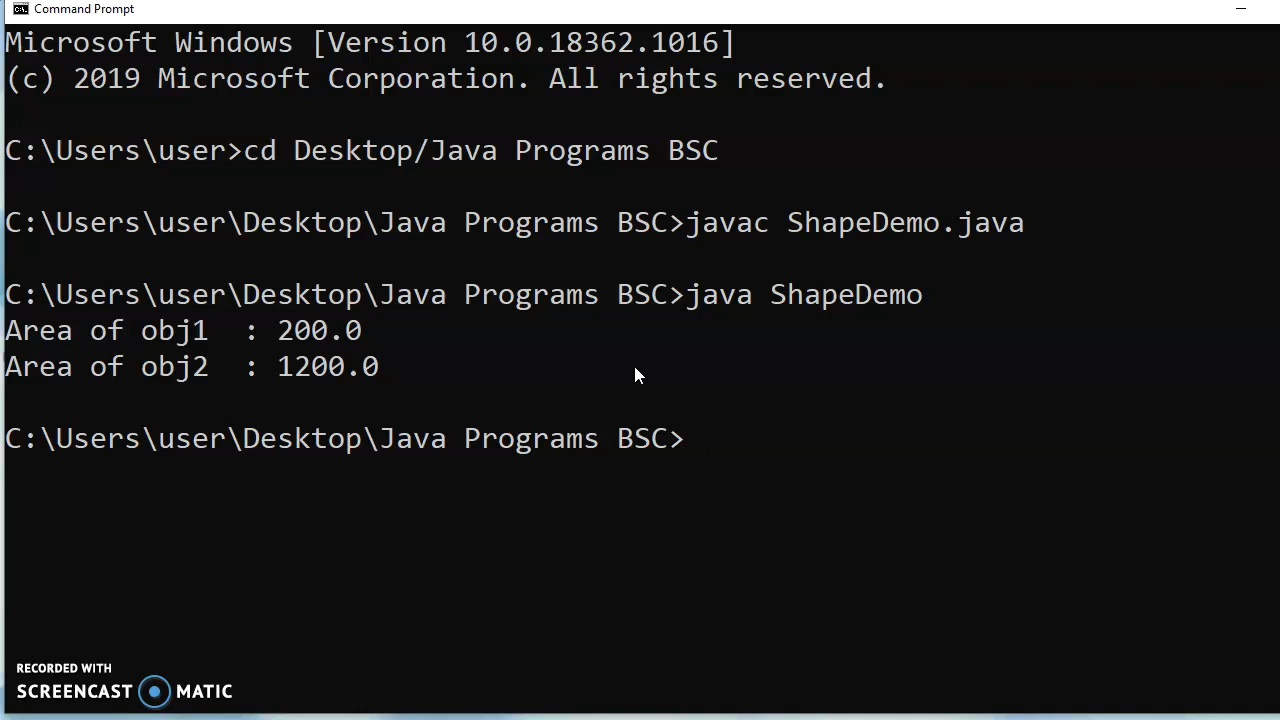 Command Prompt
Microsoft Windows [Version 10.0.18362.1016]
(c) 2019 Microsoft Corporation. All rights reserved.
C:\Users\user>cd Desktop/Java Programs BSC
C:\Users\user\Desktop\Java Programs BSC>javac ShapeDemo.java
C:\Users\user\Desktop\Java Programs BSC>java ShapeDemo
Area of obj1  : 200.0
Area of obj2  : 1200.0
C:\Users\user\Desktop\Java Programs BSC>
RECORDED WITH
SCREENCAST MATIC